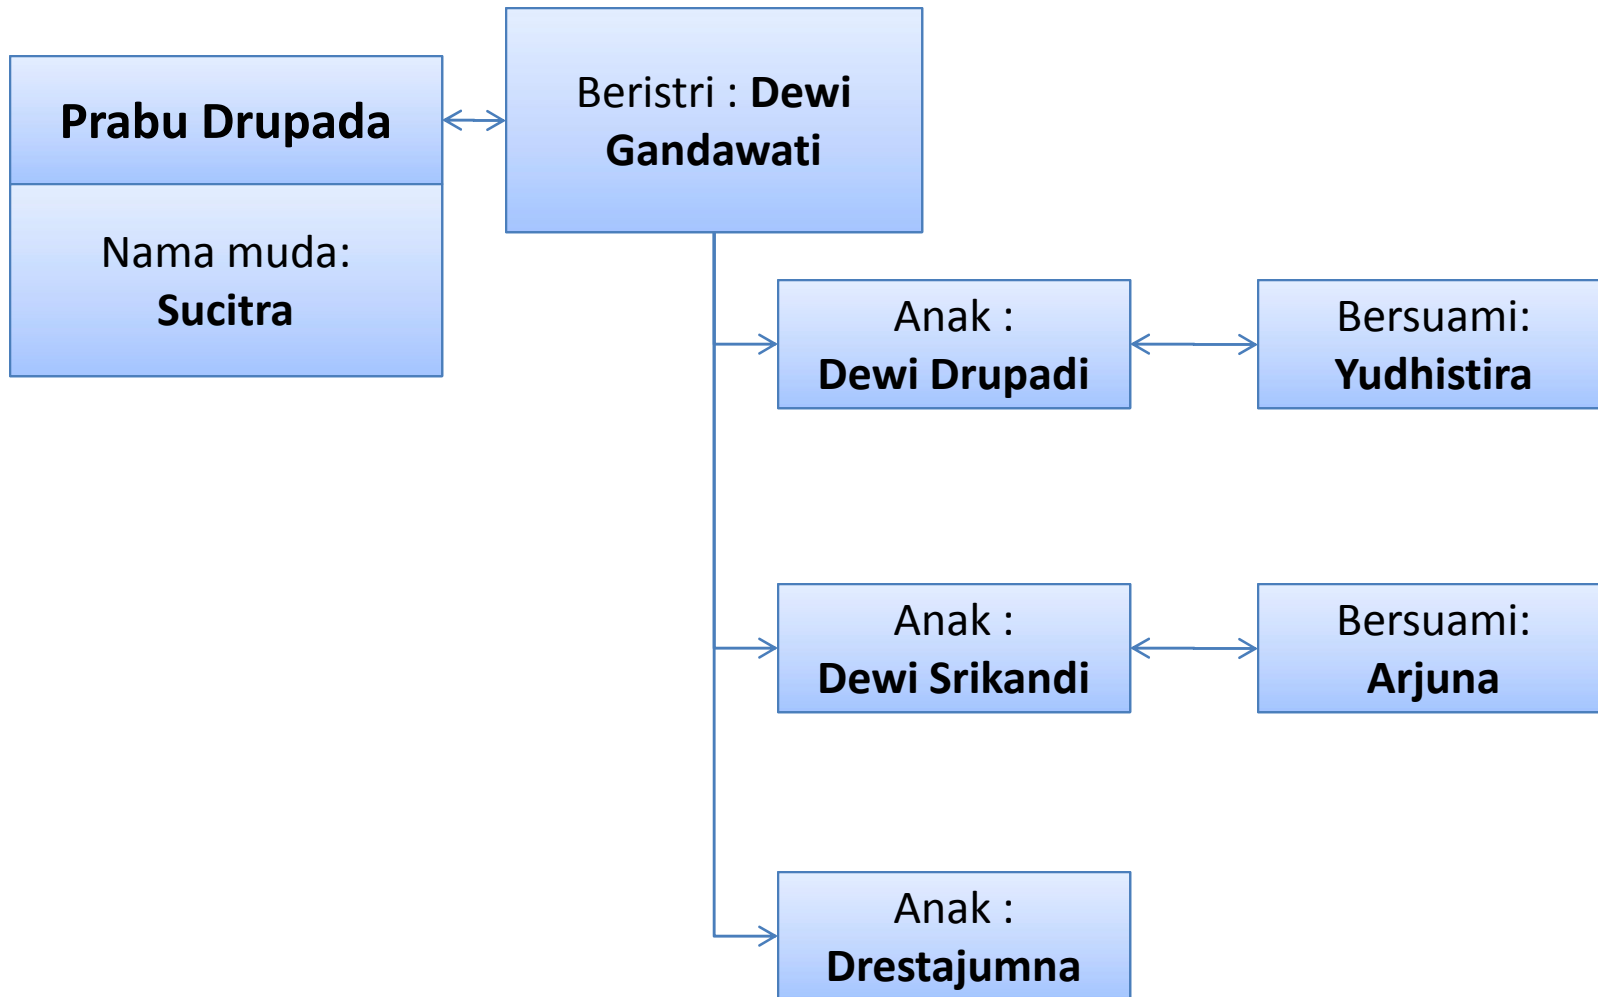 Prabu Drupada
Nama muda:
Sucitra
Beristri : Dewi
Gandawati
Anak :
Dewi Drupadi
Bersuami:
Yudhistira
Anak :
Dewi Srikandi
Bersuami:
Arjuna
Anak :
Drestajumna